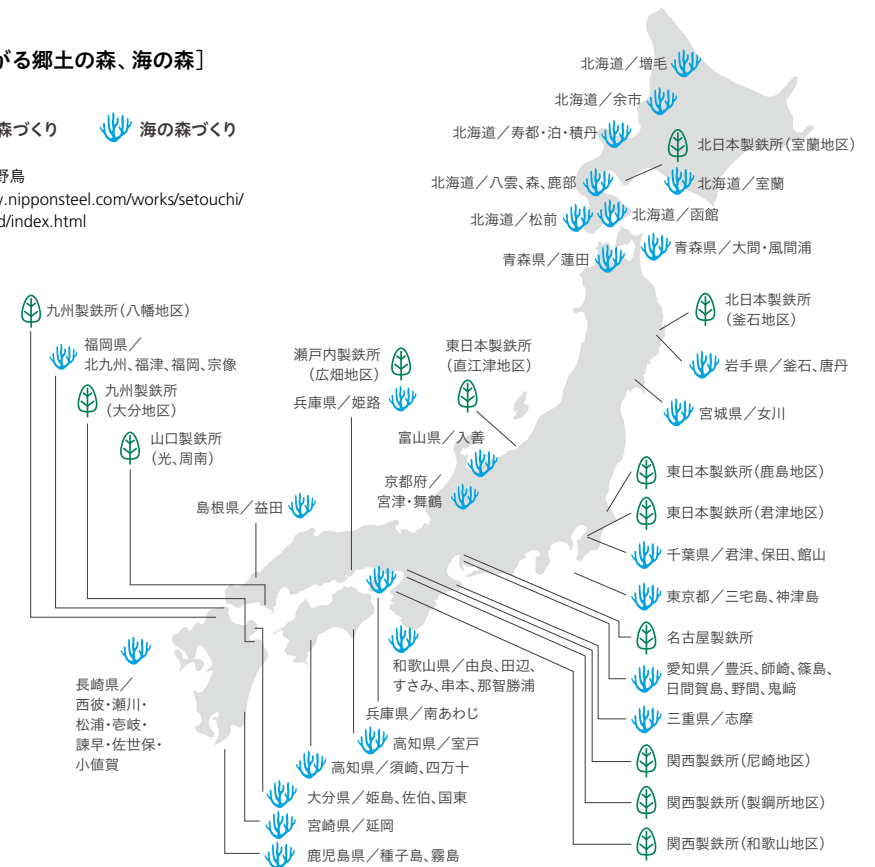 がる郷土の森、海の森］
森づくり
海の森づくり
野鳥
w.nipponsteel.com/works/setouchi/
d/index.html
北海道／増毛
北海道／余市
北海道／寿都・泊・積丹
北日本製鉄所（室蘭地区）
北海道／八雲、森、鹿部
北海道／室蘭
北海道／松前
北海道／函館
青森県／大間・風間浦
青森県／蓮田
北日本製鉄所
（釜石地区）
岩手県／釜石、唐丹
宮城県／女川
九州製鉄所（八幡地区）
福岡県／
北九州、福津、福岡、宗像
九州製鉄所
（大分地区）
山口製鉄所
（光、周南）
瀬戸内製鉄所
（広畑地区）
兵庫県／姫路
東日本製鉄所
（直江津地区）
富山県／入善
京都府／
宮津・舞鶴
島根県／益田
東日本製鉄所（鹿島地区）
東日本製鉄所（君津地区）
千葉県／君津、保田、館山
東京都／三宅島、神津島
名古屋製鉄所
愛知県／豊浜、師崎、篠島、
日間賀島、野間、鬼﨑
三重県／志摩
関西製鉄所（尼崎地区）
関西製鉄所（製鋼所地区）
関西製鉄所（和歌山地区）
長崎県／
西彼・瀬川・
松浦・壱岐・
諫早・佐世保・
小値賀
和歌山県／由良、田辺、
すさみ、串本、那智勝浦
兵庫県／南あわじ
高知県／室戸
高知県／須崎、四万十
大分県／姫島、佐伯、国東
宮崎県／延岡
鹿児島県／種子島、霧島